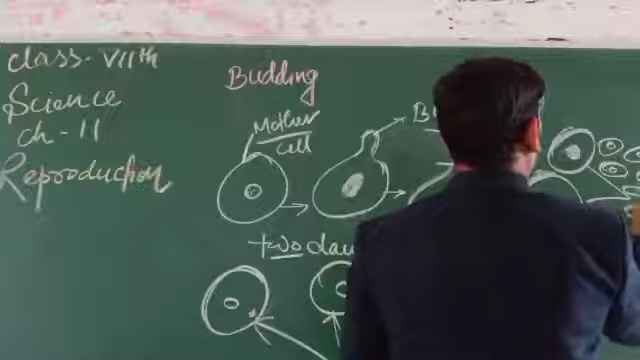 Class-VIIth
Science
Ch-11
Reproduction
Budding
Mother
Cell
B
two dau